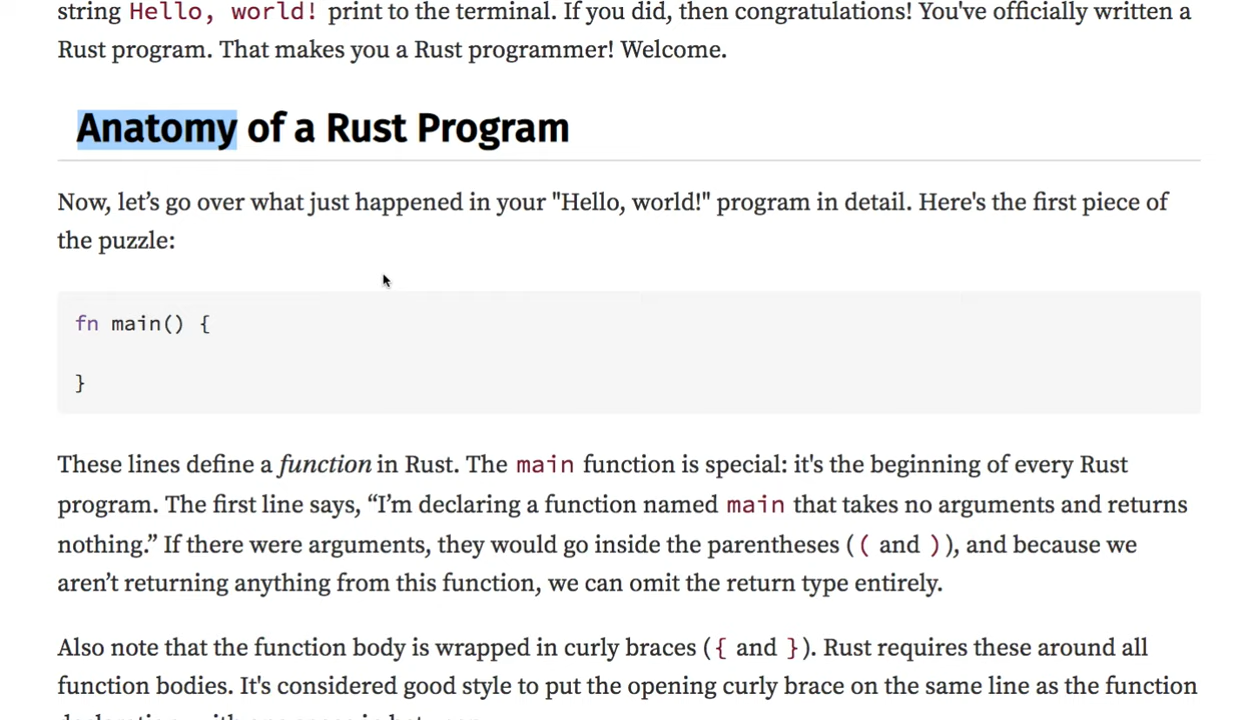 string Hello, world! print to the terminal. If you did, then congratulations! You've officially written a
Rust program. That makes you a Rust programmer! Welcome.
Anatomy of a Rust Program
Now, let’s go over what just happened in your "Hello, world!" program in detail. Here's the first piece of
the puzzle:
fn main() {
}
These lines define a function in Rust. The main function is special: it's the beginning of every Rust
program. The first line says, “I’m declaring a function named main that takes no arguments and returns
nothing.” If there were arguments, they would go inside the parentheses (( and )), and because we
aren’t returning anything from this function, we can omit the return type entirely.
Also note that the function body is wrapped in curly braces ({ and }). Rust requires these around all
function bodies. It's considered good style to put the opening curly brace on the same line as the function